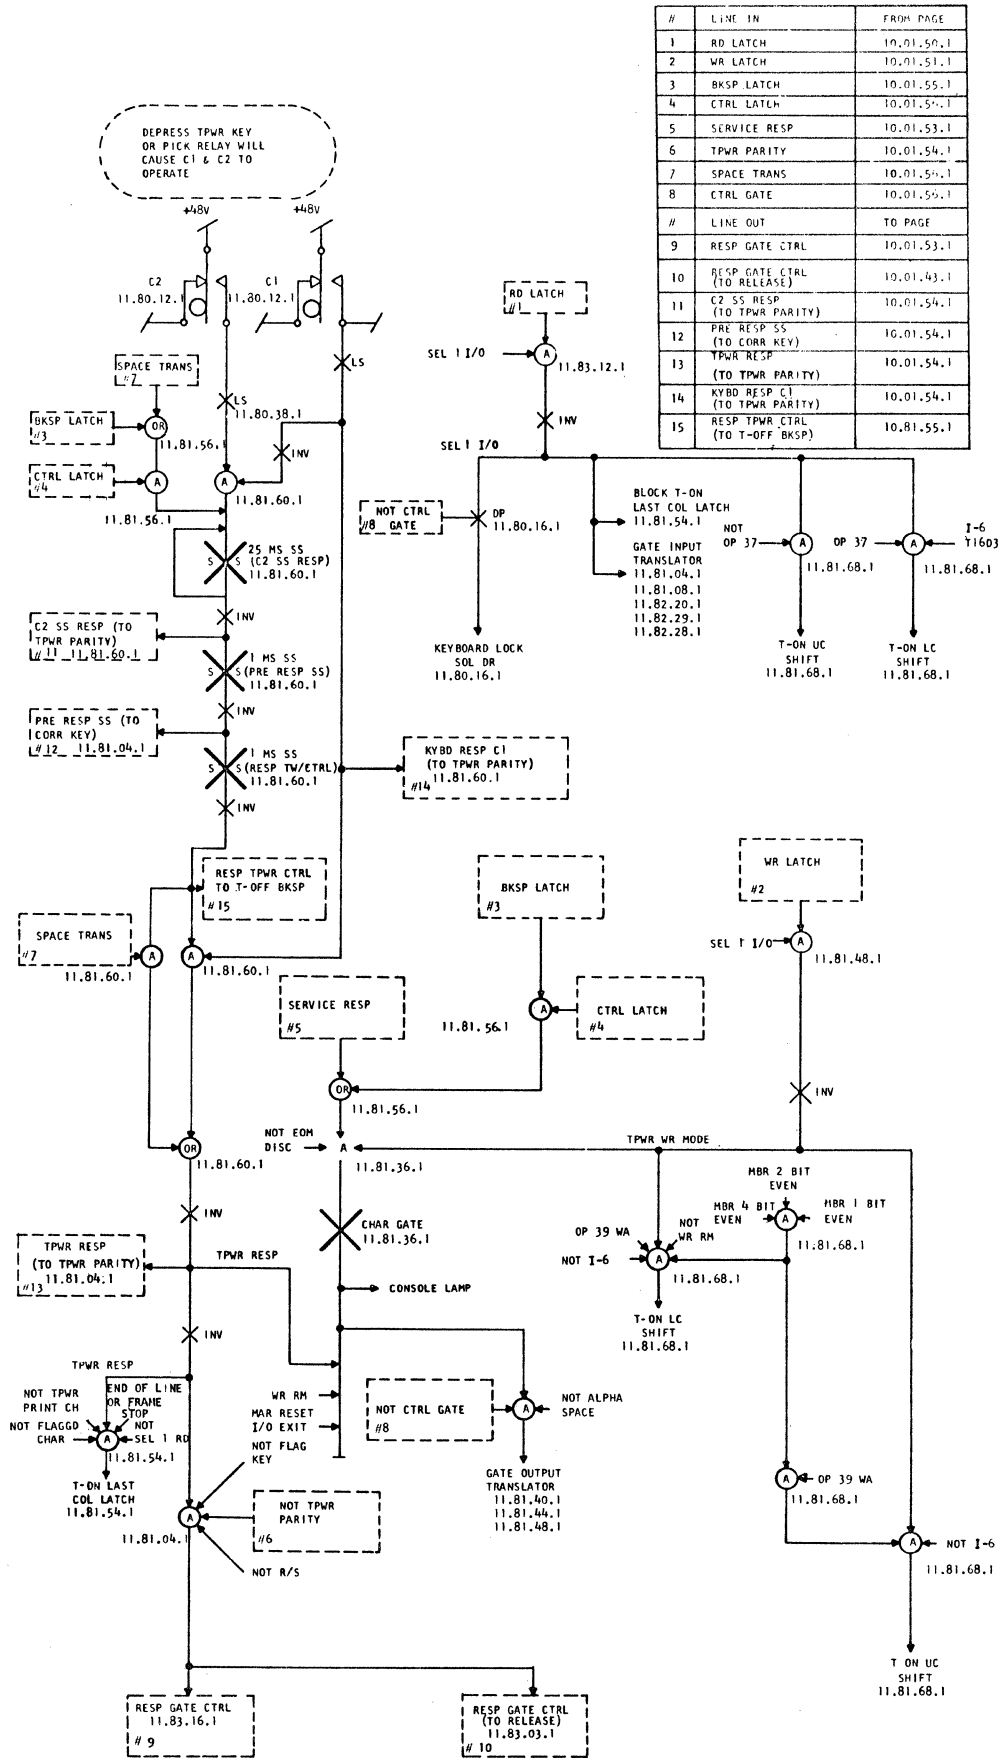 # LINE IN FROM PAGE
1 RD LATCH 10.01.50.1
2 WR LATCH 10.01.51.1
3 BKSP LATCH 10.01.55.1
4 CTRL LATCH
5 SERVICE RESP 10.01.53.1
6 TPWR PARITY 10.01.54.1
7 SPACE TRANS
8 CTRL GATE
# LINE OUT TO PAGE
9 RESP GATE CTRL 10.01.53.1
10 RESP GATE CTRL (TO RELEASE) 10.01.43.1
11 C2 SS RESP (TO TPWR PARITY) 10.01.54.1
12 PRE RESP SS (TO CORR KEY) 10.01.54.1
13 TPWR RESP (TO TPWR PARITY) 10.01.54.1
14 KYBD RESP C1 (TO TPWR PARITY) 10.01.54.1
15 RESP TPWR CTRL (TO T-OFF BKSP) 10.81.55.1
DEPRESS TPWR KEY
OR PICK RELAY WILL
CAUSE C1 & C2 TO
OPERATE
+48V
+48V
C2
11.80.12.1
C1
11.80.12.1
LS
LS
11.80.38.1
SPACE TRANS
#7
BKSP LATCH
#3
OR
11.81.56.1
CTRL LATCH
#4
A
11.81.56.1
A
11.81.60.1
INV
RD LATCH
#1
SEL 1 I/O
A
11.83.12.1
INV
SEL 1 I/O
NOT CTRL
#8 GATE
DP
11.80.16.1
KEYBOARD LOCK
SOL DR
11.80.16.1
BLOCK T-ON
LAST COL LATCH
11.81.54.1
GATE INPUT
TRANSLATOR
11.81.04.1
11.81.08.1
11.82.20.1
11.82.29.1
11.82.28.1
NOT
OP 37
A
11.81.68.1
T-ON UC
SHIFT
11.81.68.1
OP 37
A
I-6
T16D3
11.81.68.1
T-ON LC
SHIFT
11.81.68.1
S S
25 MS SS
(C2 SS RESP)
11.81.60.1
INV
C2 SS RESP (TO
TPWR PARITY)
#11 11.81.60.1
S S
1 MS SS
(PRE RESP SS)
11.81.60.1
INV
PRE RESP SS (TO
CORR KEY)
#12 11.81.04.1
S S
1 MS SS
(RESP TW/CTRL)
11.81.60.1
INV
KYBD RESP C1
(TO TPWR PARITY)
11.81.60.1
#14
RESP TPWR CTRL
TO T-OFF BKSP
#15
SPACE TRANS
#7
A
11.81.60.1
A
11.81.60.1
BKSP LATCH
#3
WR LATCH
#2
SEL 1 I/O
A
11.81.48.1
SERVICE RESP
#5
A
11.81.56.1
CTRL LATCH
#4
OR
11.81.56.1
INV
OR
11.81.60.1
NOT EOM
DISC
A
11.81.36.1
TPWR WR MODE
INV
CHAR GATE
11.81.36.1
MBR 2 BIT
EVEN
MBR 4 BIT
EVEN
A
MBR 1 BIT
EVEN
11.81.68.1
OP 39 WA
NOT
WR RM
NOT I-6
A
11.81.68.1
T-ON LC
SHIFT
11.81.68.1
TPWR RESP
(TO TPWR PARITY)
11.81.04.1
#13
TPWR RESP
CONSOLE LAMP
INV
TPWR RESP
NOT TPWR
PRINT CH
END OF LINE
OR FRAME
STOP
NOT FLAGGD
CHAR
A
NOT
SEL 1 RD
11.81.54.1
T-ON LAST
COL LATCH
11.81.54.1
WR RM
MAR RESET
I/O EXIT
NOT CTRL GATE
#8
A
NOT ALPHA
SPACE
GATE OUTPUT
TRANSLATOR
11.81.40.1
11.81.44.1
11.81.48.1
NOT FLAG
KEY
A
11.81.04.1
NOT TPWR
PARITY
#6
NOT R/S
A
OP 39 WA
11.81.68.1
A
NOT I-6
11.81.68.1
T ON UC
SHIFT
11.81.68.1
RESP GATE CTRL
11.83.16.1
#9
RESP GATE CTRL
(TO RELEASE)
11.83.03.1
#10